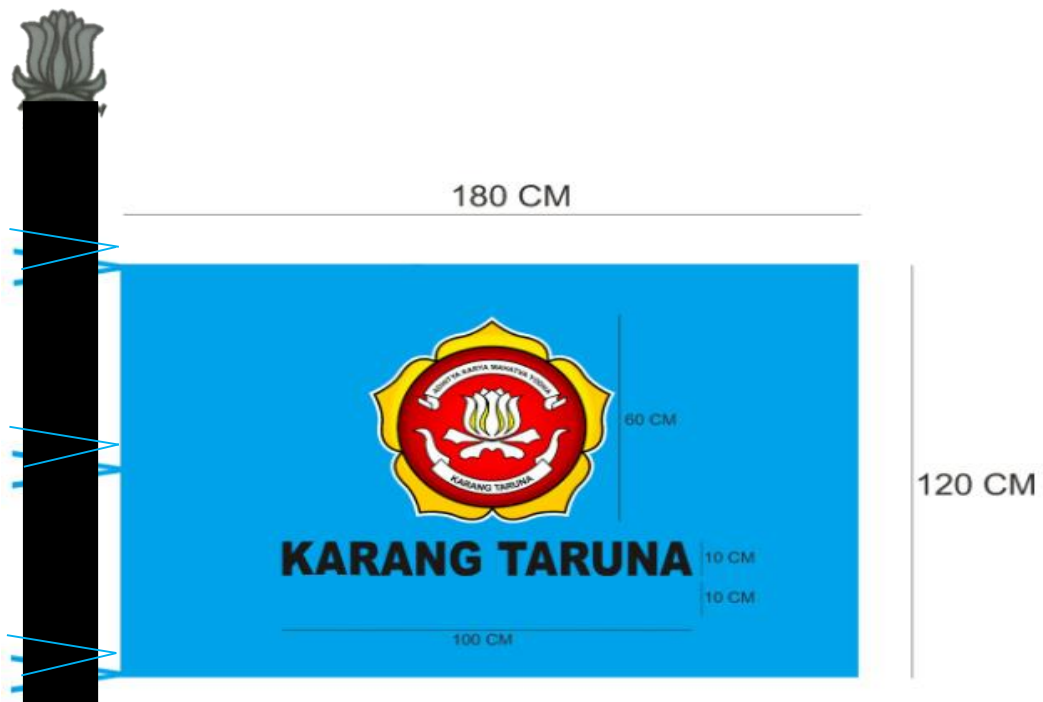 180 CM
ADHITYA KARYA MAHATVA YODHA
60 CM
KARANG TARUNA
120 CM
KARANG TARUNA
10 CM
10 CM
100 CM